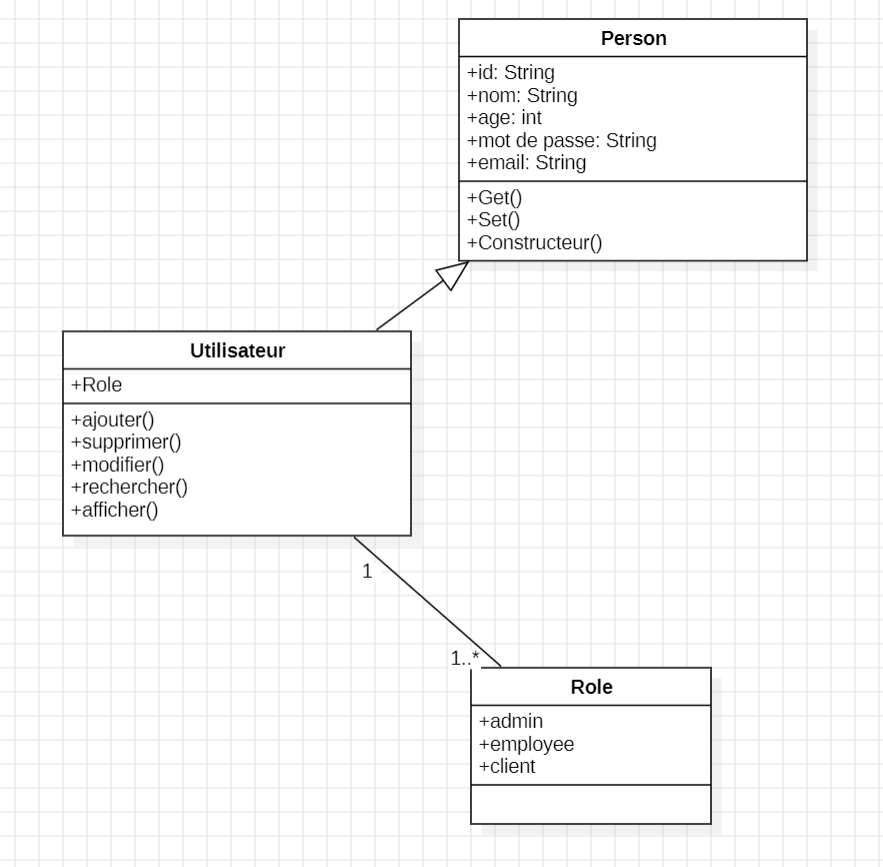 Person
+id: String
+nom: String
+age: int
+mot de passe: String
+email: String
+Get()
+Set()
+Constructeur()
Utilisateur
+Role
+ajouter()
+supprimer()
+modifier()
+rechercher()
+afficher()
1
1..*
Role
+admin
+employee
+client